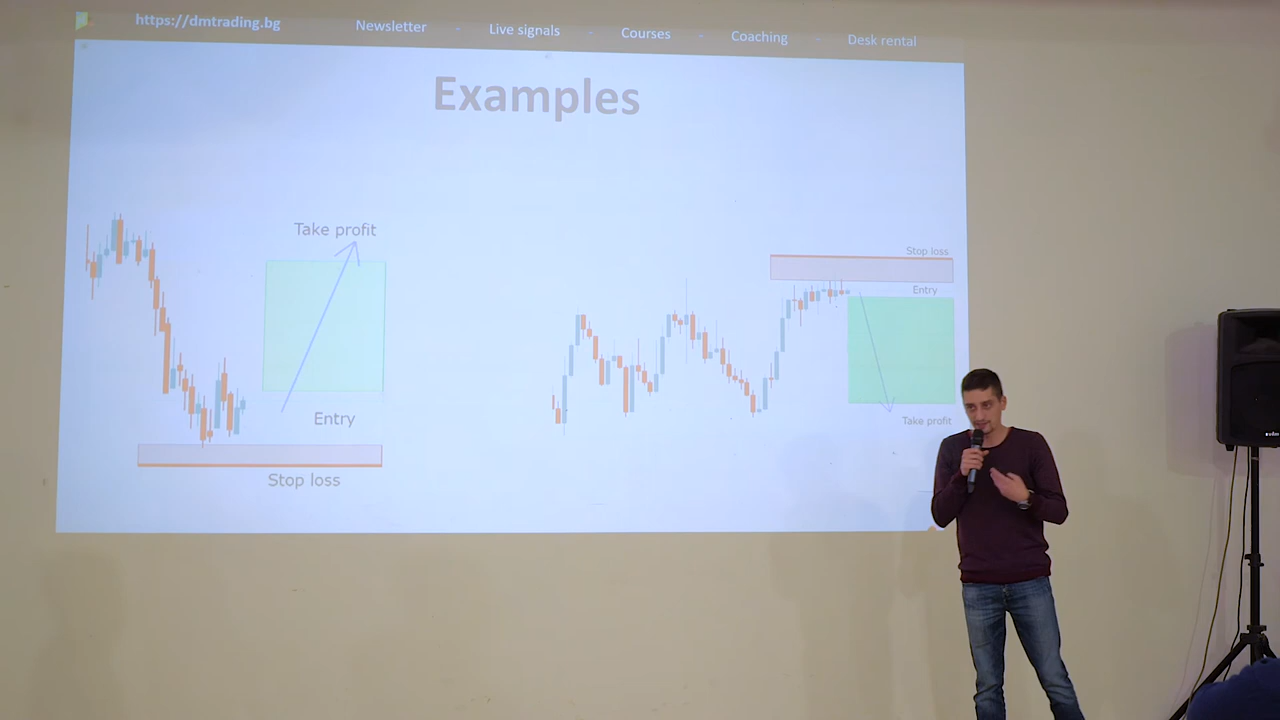 https://dmtrading.bg Newsletter - Live signals - Courses - Coaching - Desk rental
Examples
Take profit
Entry
Stop loss
Stop loss
Entry
Take profit